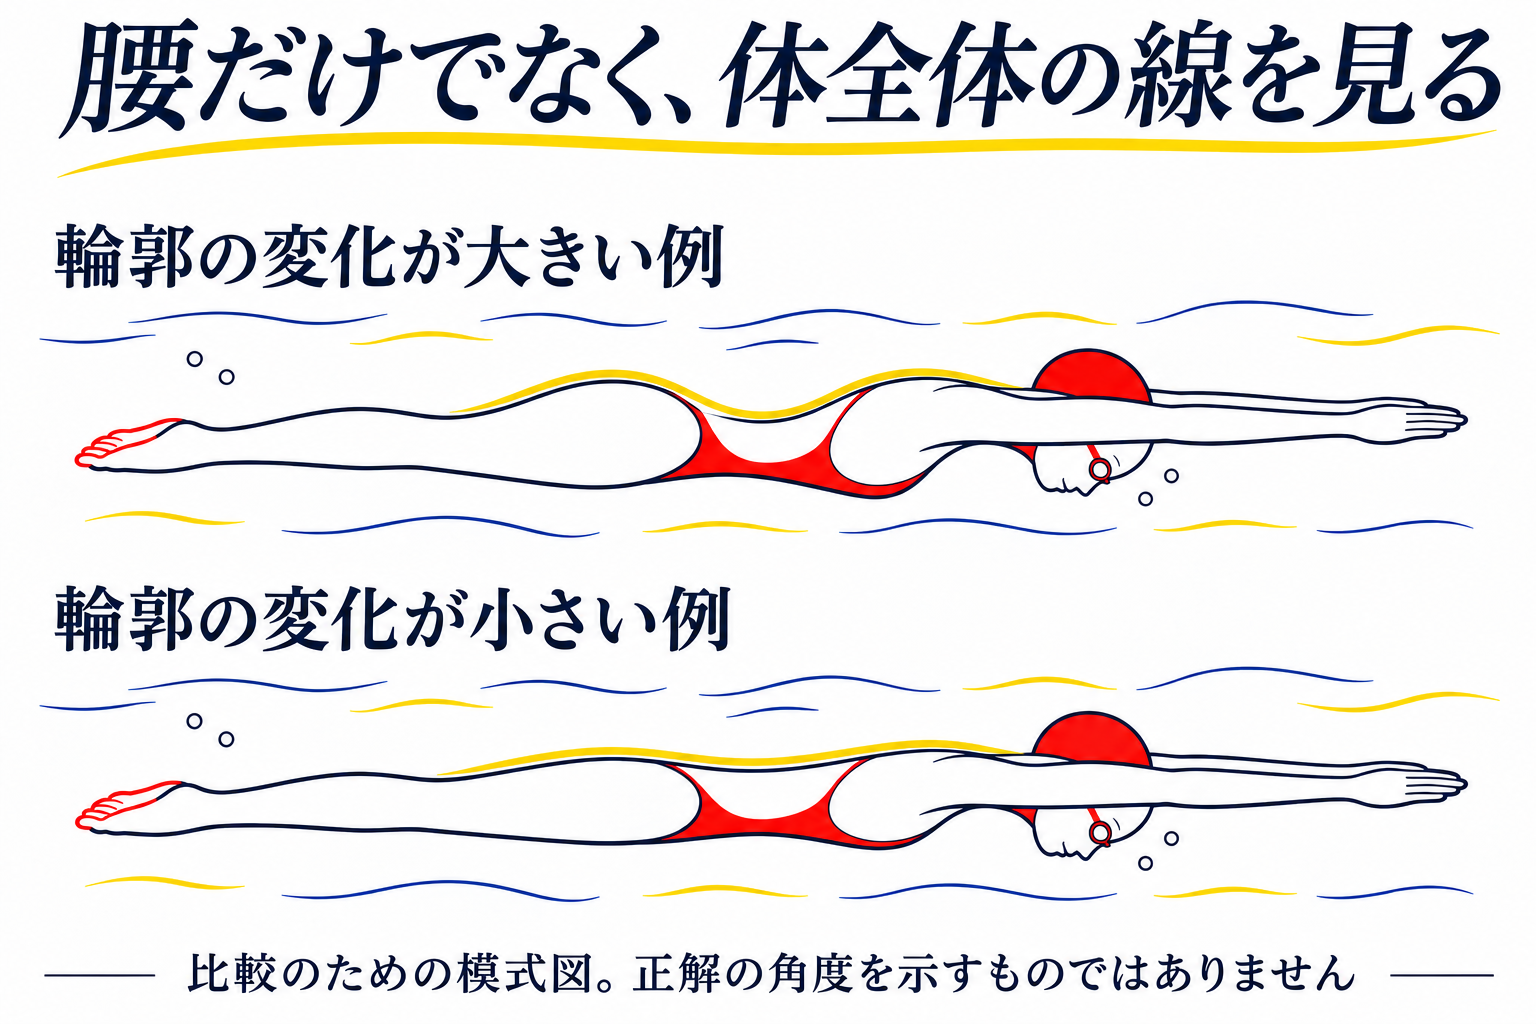 腰だけでなく、体全体の線を見る
輪郭の変化が大きい例
輪郭の変化が小さい例
比較のための模式図。正解の角度を示すものではありません